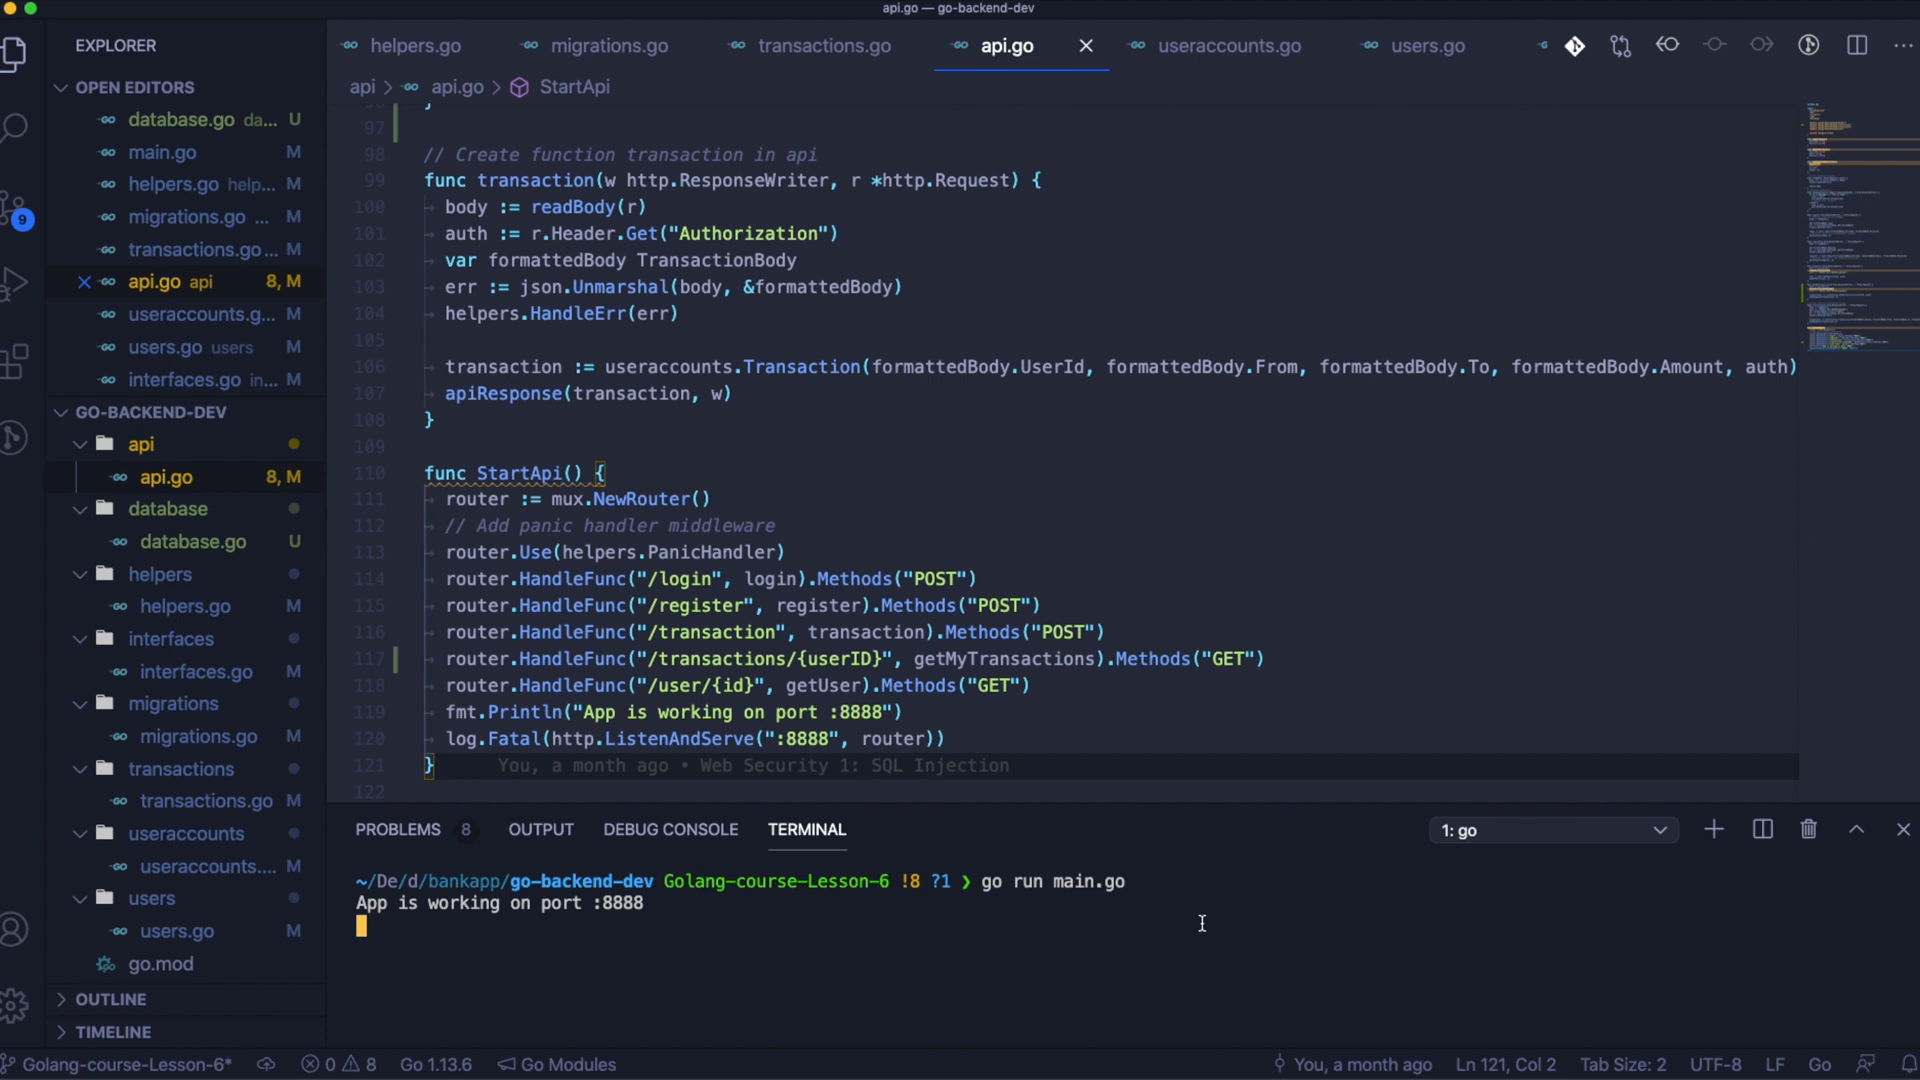 api.go — go-backend-dev
EXPLORER
OPEN EDITORS
database.go da... U
main.go M
helpers.go help... M
migrations.go ... M
transactions.go ... M
api.go api 8, M
useraccounts.g... M
users.go users M
interfaces.go in... M
GO-BACKEND-DEV
api
api.go 8, M
database
database.go U
helpers
helpers.go M
interfaces
interfaces.go M
migrations
migrations.go M
transactions
transactions.go M
useraccounts
useraccounts.... M
users
users.go M
go.mod
OUTLINE
TIMELINE
9
helpers.go migrations.go transactions.go api.go useraccounts.go users.go
api > api.go > StartApi
97
98 // Create function transaction in api
99 func transaction(w http.ResponseWriter, r *http.Request) {
100 body := readBody(r)
101 auth := r.Header.Get("Authorization")
102 var formattedBody TransactionBody
103 err := json.Unmarshal(body, &formattedBody)
104 helpers.HandleErr(err)
105
106 transaction := useraccounts.Transaction(formattedBody.UserId, formattedBody.From, formattedBody.To, formattedBody.Amount, auth)
107 apiResponse(transaction, w)
108 }
109
110 func StartApi() {
111 router := mux.NewRouter()
112 // Add panic handler middleware
113 router.Use(helpers.PanicHandler)
114 router.HandleFunc("/login", login).Methods("POST")
115 router.HandleFunc("/register", register).Methods("POST")
116 router.HandleFunc("/transaction", transaction).Methods("POST")
117 router.HandleFunc("/transactions/{userID}", getMyTransactions).Methods("GET")
118 router.HandleFunc("/user/{id}", getUser).Methods("GET")
119 fmt.Println("App is working on port :8888")
120 log.Fatal(http.ListenAndServe(":8888", router))
121 } You, a month ago • Web Security 1: SQL Injection
122
PROBLEMS 8 OUTPUT DEBUG CONSOLE TERMINAL 1: go
~/De/d/bankapp/go-backend-dev Golang-course-Lesson-6 !8 ?1 ❯ go run main.go
App is working on port :8888
Golang-course-Lesson-6* 0 8 Go 1.13.6 Go Modules You, a month ago Ln 121, Col 2 Tab Size: 2 UTF-8 LF Go